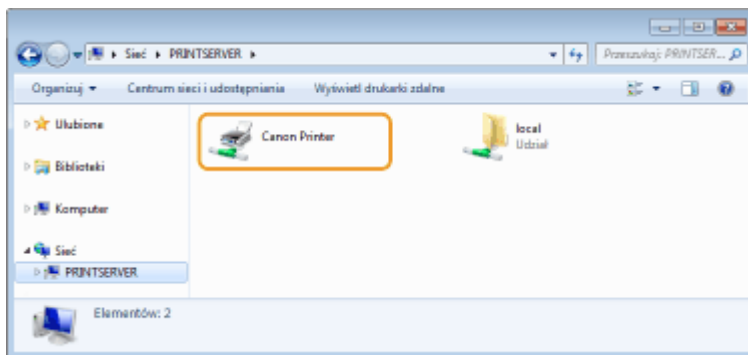 Sieć ▸ PRINTSERVER ▸
Przeszukaj: PRINTSER...
Organizuj
Centrum sieci i udostępniania
Wyświetl drukarki zdalne
Ulubione
Biblioteki
Komputer
Sieć
PRINTSERVER
Canon Printer
local
Udział
Elementów: 2